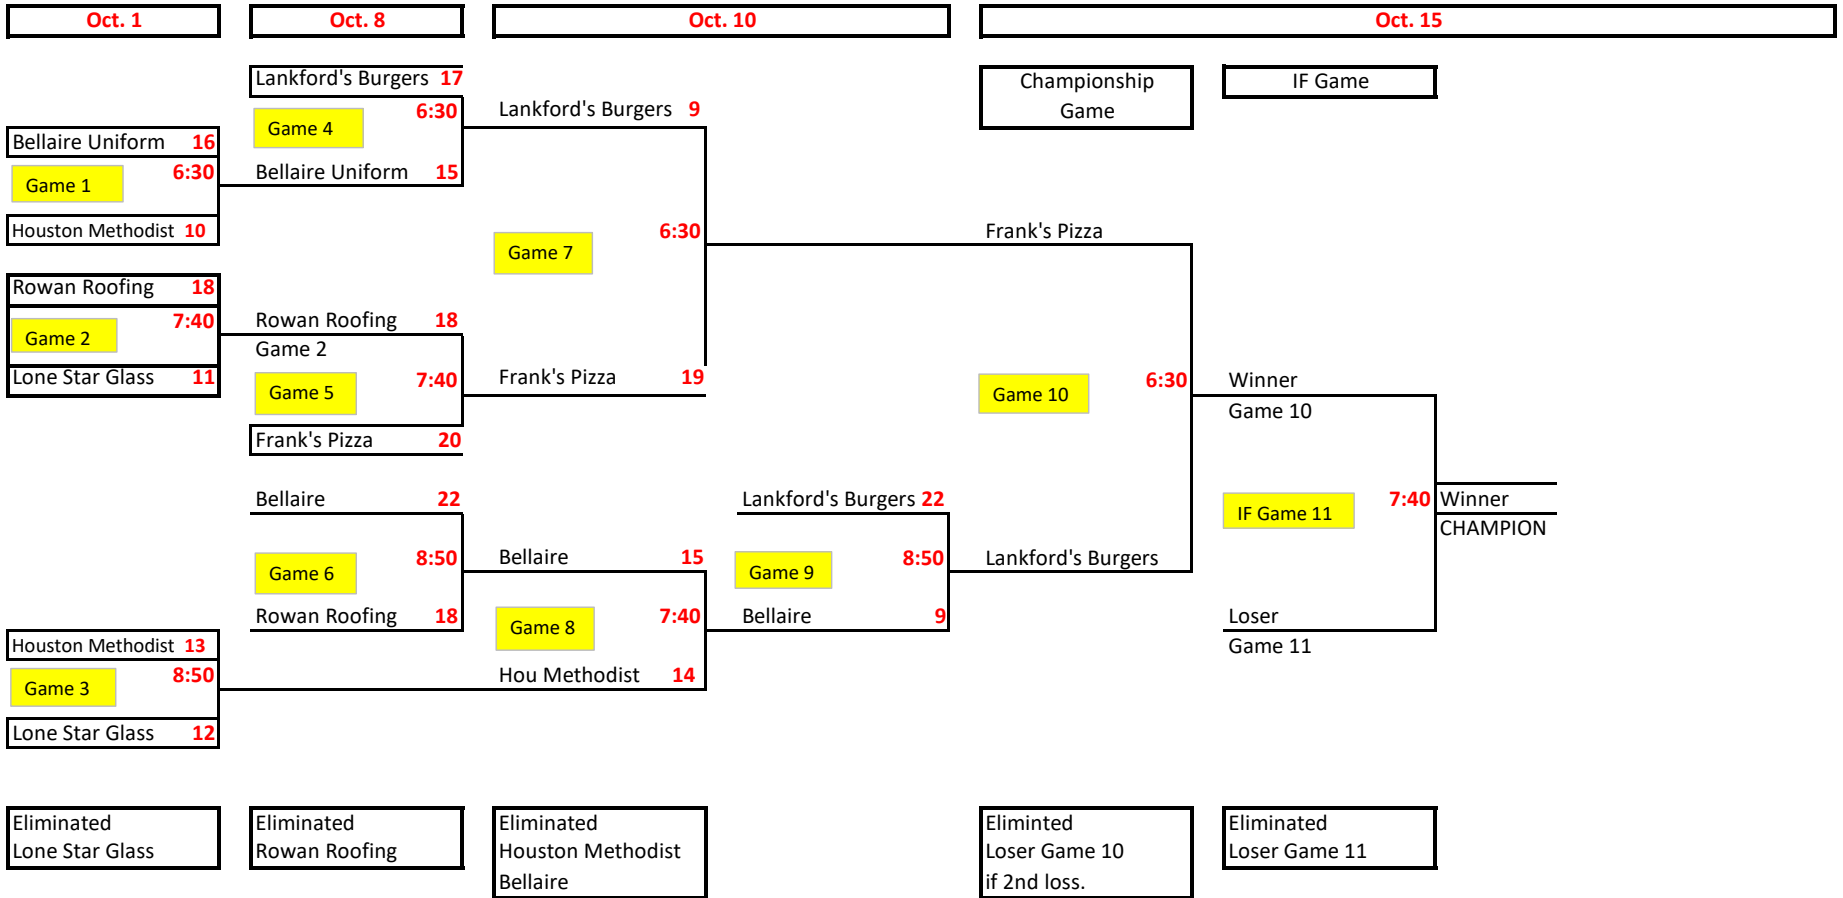 Oct. 1
Oct. 8
Oct. 10
Oct. 15
Lankford's Burgers 17
6:30
Game 4
Bellaire Uniform 15
Lankford's Burgers 9
Championship
Game
IF Game
Bellaire Uniform 16
6:30
Game 1
Houston Methodist 10
6:30
Game 7
Frank's Pizza
Rowan Roofing 18
7:40
Game 2
Lone Star Glass 11
Rowan Roofing 18
Game 2
7:40
Game 5
Frank's Pizza 20
Frank's Pizza 19
6:30
Game 10
Winner
Game 10
Bellaire 22
8:50
Game 6
Rowan Roofing 18
Lankford's Burgers 22
8:50
Game 9
Bellaire 9
IF Game 11
7:40
Winner
CHAMPION
Bellaire 15
7:40
Game 8
Hou Methodist 14
Lankford's Burgers
Loser
Game 11
Houston Methodist 13
8:50
Game 3
Lone Star Glass 12
Eliminated
Lone Star Glass
Eliminated
Rowan Roofing
Eliminated
Houston Methodist
Bellaire
Eliminted
Loser Game 10
if 2nd loss.
Eliminated
Loser Game 11